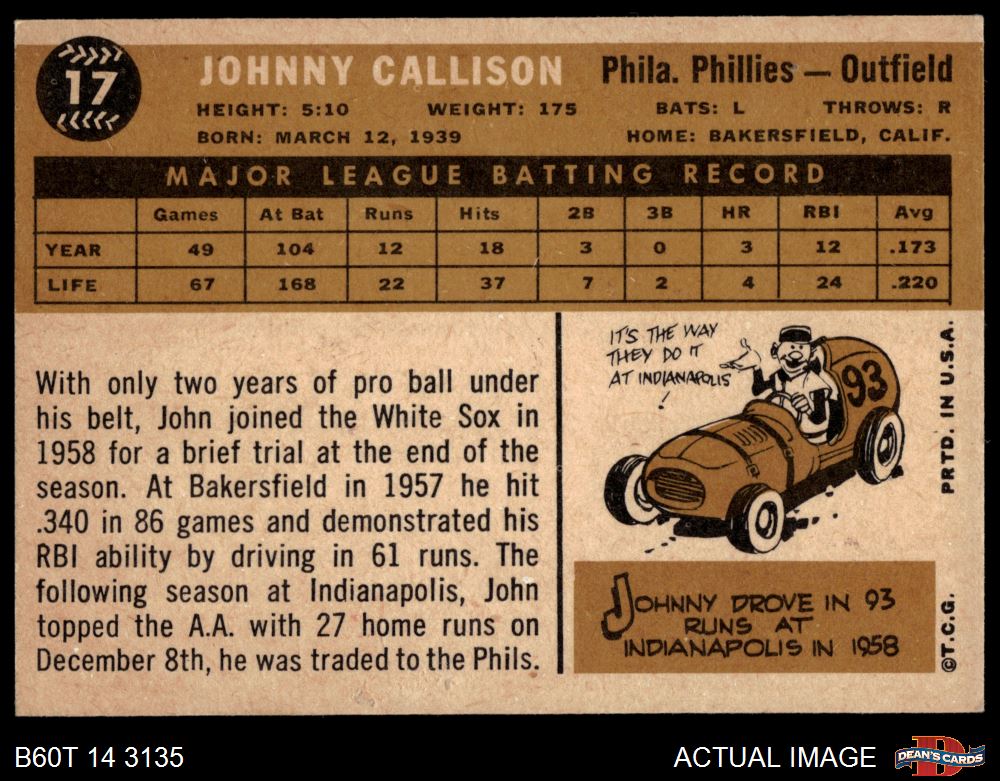 17
JOHNNY CALLISON
Phila. Phillies — Outfield
HEIGHT: 5:10 WEIGHT: 175 BATS: L THROWS: R
BORN: MARCH 12, 1939 HOME: BAKERSFIELD, CALIF.
MAJOR LEAGUE BATTING RECORD
Games At Bat Runs Hits 2B 3B HR RBI Avg
YEAR 49 104 12 18 3 0 3 12 .173
LIFE 67 168 22 37 7 2 4 24 .220
With only two years of pro ball under
his belt, John joined the White Sox in
1958 for a brief trial at the end of the
season. At Bakersfield in 1957 he hit
.340 in 86 games and demonstrated his
RBI ability by driving in 61 runs. The
following season at Indianapolis, John
topped the A.A. with 27 home runs on
December 8th, he was traded to the Phils.
IT'S THE WAY
THEY DO IT
AT INDIANAPOLIS
!
93
JOHNNY DROVE IN 93
RUNS AT
INDIANAPOLIS IN 1958
PRTD. IN U.S.A.
©T.C.G.
B60T 14 3135
ACTUAL IMAGE
D
DEAN'S CARDS